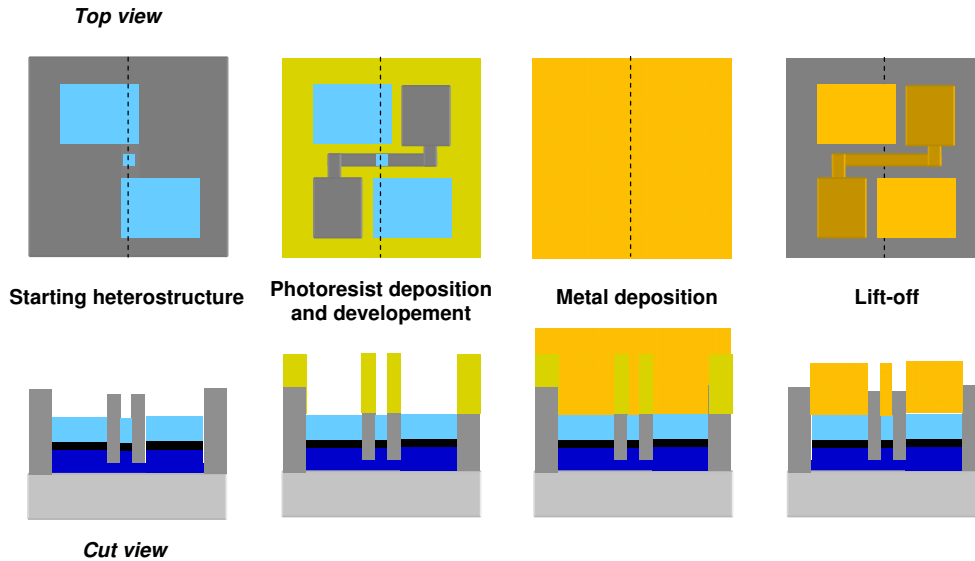 Top view
Starting heterostructure
Photoresist deposition
and developement
Metal deposition
Lift-off
Cut view